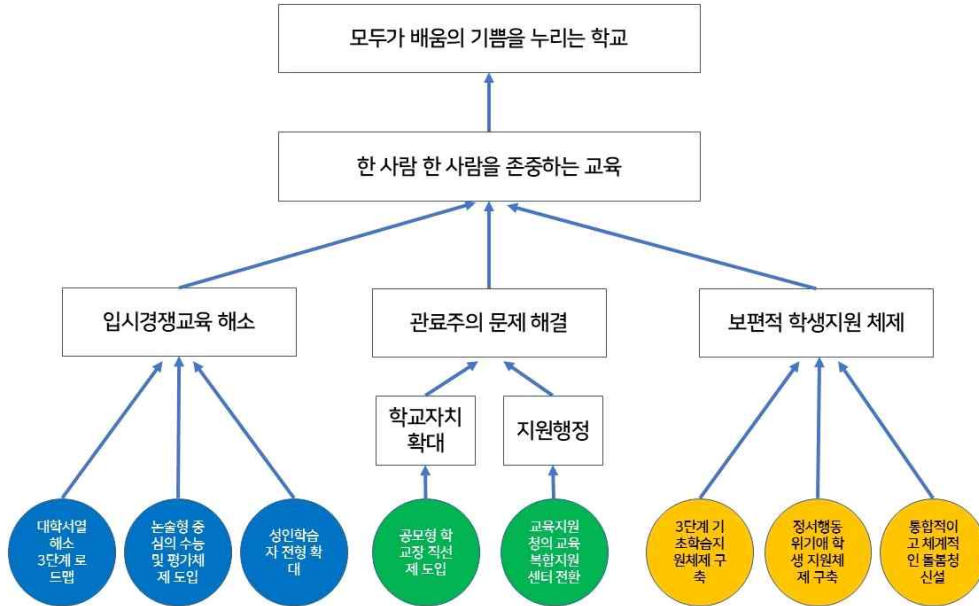 모두가 배움의 기쁨을 누리는 학교
한 사람 한 사람을 존중하는 교육
입시경쟁교육 해소
관료주의 문제 해결
보편적 학생지원 체제
학교자치
확대
지원행정
대학서열
해소
3단계 로
드맵
논술형 중
심의 수능
및 평가체
제 도입
성인학습
자 전형 확
대
공모형 학
교장 직선
제 도입
교육지원
청의 교육
복합지원
센터 전환
3단계 기
초학습지
원체제 구
축
정서행동
위기애 학
생 지원체
제 구축
통합적이
고 체계적
인 돌봄청
신설